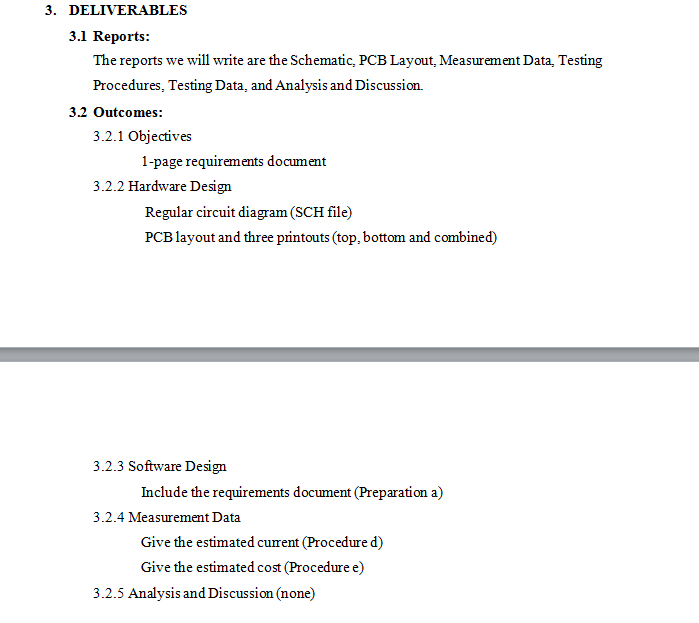 3. DELIVERABLES
3.1 Reports:
The reports we will write are the Schematic, PCB Layout, Measurement Data, Testing
Procedures, Testing Data, and Analysis and Discussion.
3.2 Outcomes:
3.2.1 Objectives
1-page requirements document
3.2.2 Hardware Design
Regular circuit diagram (SCH file)
PCB layout and three printouts (top, bottom and combined)
3.2.3 Software Design
Include the requirements document (Preparation a)
3.2.4 Measurement Data
Give the estimated current (Procedure d)
Give the estimated cost (Procedure e)
3.2.5 Analysis and Discussion (none)